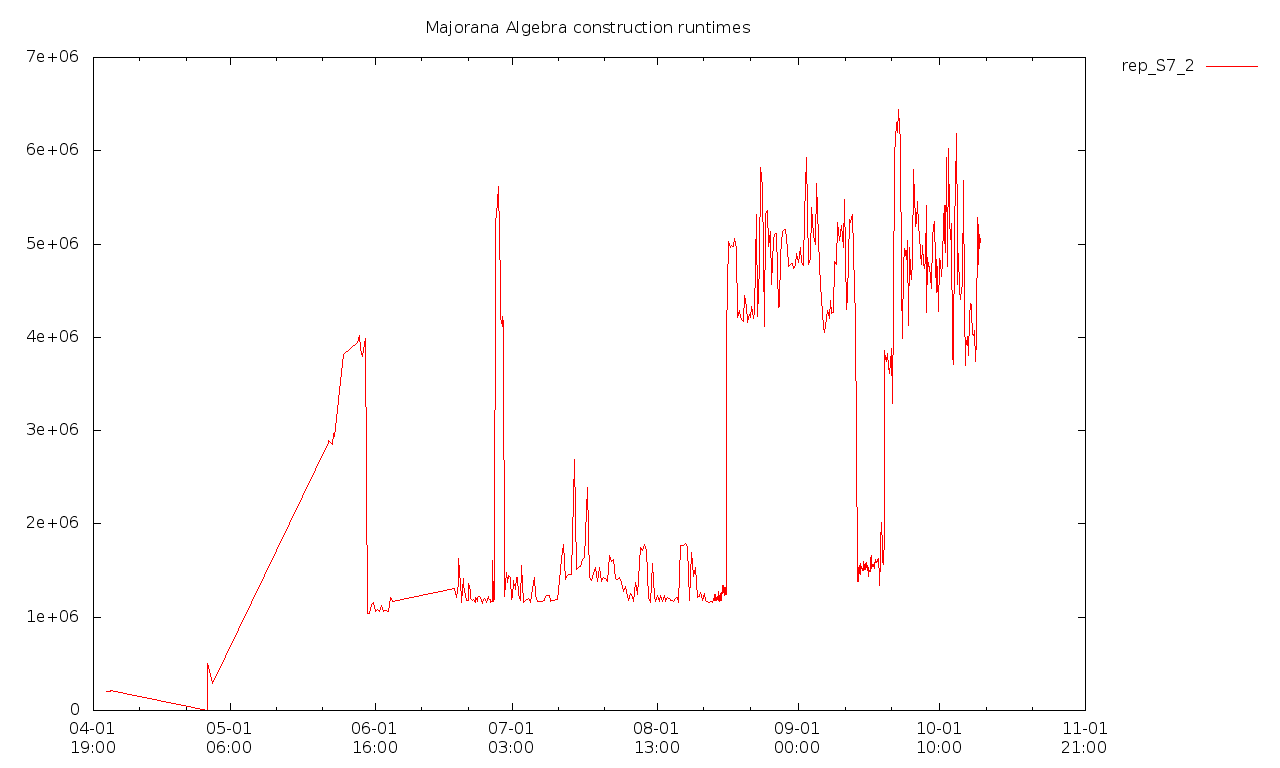 Majorana Algebra construction runtimes
rep_S7_2
7e+06
6e+06
5e+06
4e+06
3e+06
2e+06
1e+06
0
04-01 05-01 06-01 07-01 08-01 09-01 10-01 11-01
19:00 06:00 16:00 03:00 13:00 00:00 10:00 21:00